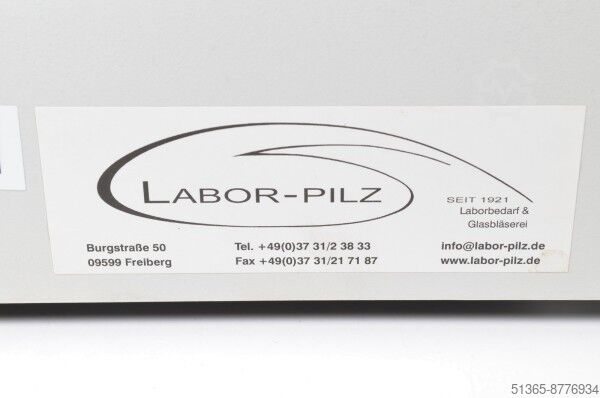 LABOR-PILZ
SEIT 1921
Laborbedarf &
Glasbläserei
Burgstraße 50
09599 Freiberg
Tel. +49(0)37 31/2 38 33
Fax +49(0)37 31/21 71 87
info@labor-pilz.de
www.labor-pilz.de
51365-8776934